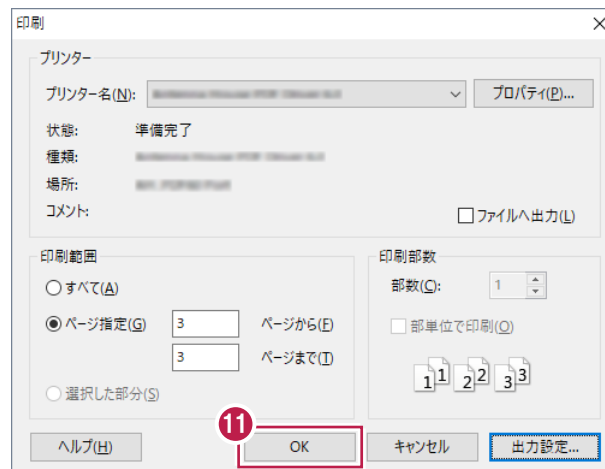 印刷
プリンター
プリンター名(N):
プロパティ(P)...
状態: 準備完了
種類:
場所:
コメント:
ファイルへ出力(L)
印刷範囲
すべて(A)
ページ指定(G) 3 ページから(F)
3 ページまで(T)
選択した部分(S)
印刷部数
部数(C): 1
部単位で印刷(O)
1 1 2 2 3 3
11
ヘルプ(H) OK キャンセル 出力設定...